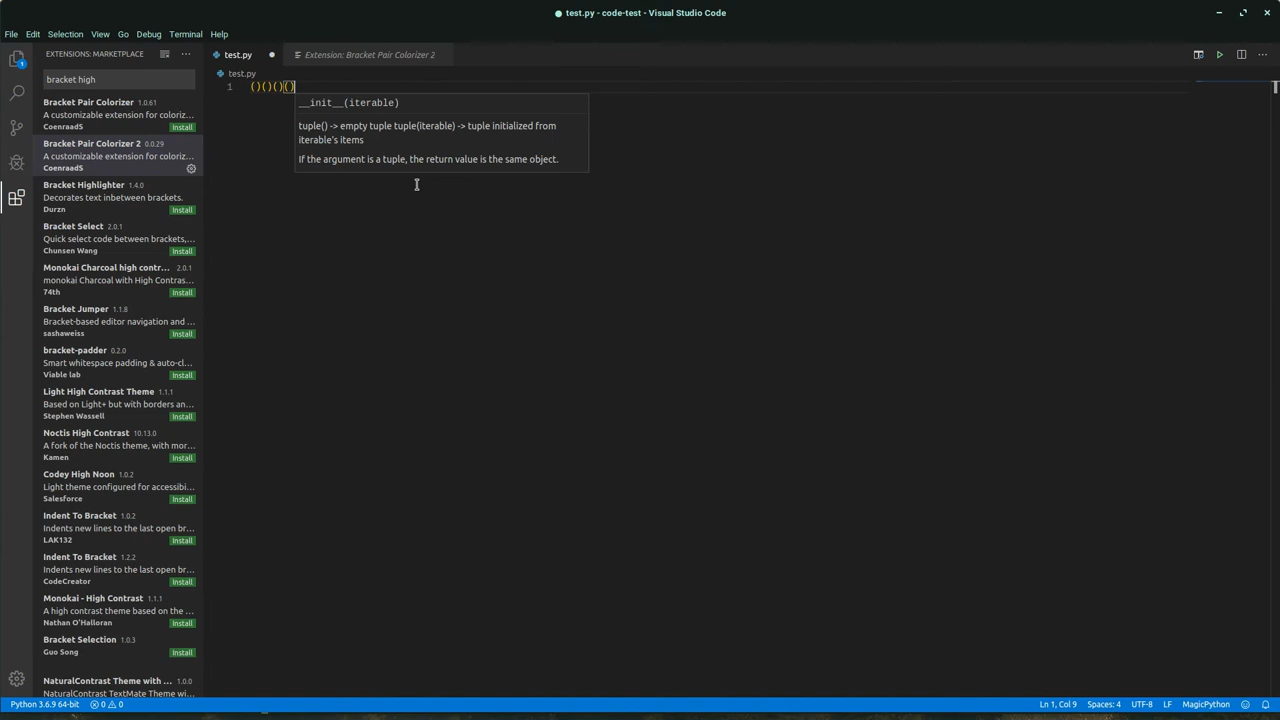 test.py - code-test - Visual Studio Code
File Edit Selection View Go Debug Terminal Help
EXTENSIONS: MARKETPLACE
test.py
Extension: Bracket Pair Colorizer 2
1
bracket high
test.py
1 ()()()()
__init__(iterable)
tuple() -> empty tuple tuple(iterable) -> tuple initialized from
iterable's items
If the argument is a tuple, the return value is the same object.
Bracket Pair Colorizer 1.0.61
A customizable extension for coloriz...
CoenraadS Install
Bracket Pair Colorizer 2 0.0.29
A customizable extension for coloriz...
CoenraadS
Bracket Highlighter 1.4.0
Decorates text inbetween brackets.
Durzn Install
Bracket Select 2.0.1
Quick select code between brackets,...
Chunsen Wang Install
Monokai Charcoal high contr... 2.0.1
monokai Charcoal with High Contras...
74th Install
Bracket Jumper 1.1.8
Bracket-based editor navigation and ...
sashaweiss Install
bracket-padder 0.2.0
Smart whitespace padding & auto-cl...
Viable lab Install
Light High Contrast Theme 1.1.1
Based on Light+ but with borders an...
Stephen Wassell Install
Noctis High Contrast 10.13.0
A fork of the Noctis theme, with mor...
Kamen Install
Codey High Noon 1.0.2
Light theme configured for accessibi...
Salesforce Install
Indent To Bracket 1.0.2
Indents new lines to the last open br...
LAK132 Install
Indent To Bracket 1.2.2
Indents new lines to the last open br...
CodeCreator Install
Monokai - High Contrast 1.1.1
A high contrast theme based on the ...
Nathan O'Halloran Install
Bracket Selection 1.0.3
Guo Song Install
NaturalContrast Theme with ... 1.0.0
NaturalContrast TextMate Theme wi...
Python 3.6.9 64-bit 0 0 Ln 1, Col 9 Spaces: 4 UTF-8 LF MagicPython